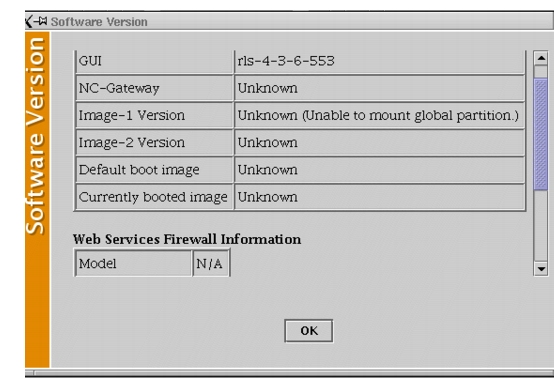 Software Version
Software Version
GUI rls-4-3-6-553
NC-Gateway Unknown
Image-1 Version Unknown (Unable to mount global partition.)
Image-2 Version Unknown
Default boot image Unknown
Currently booted image Unknown
Web Services Firewall Information
Model N/A
OK